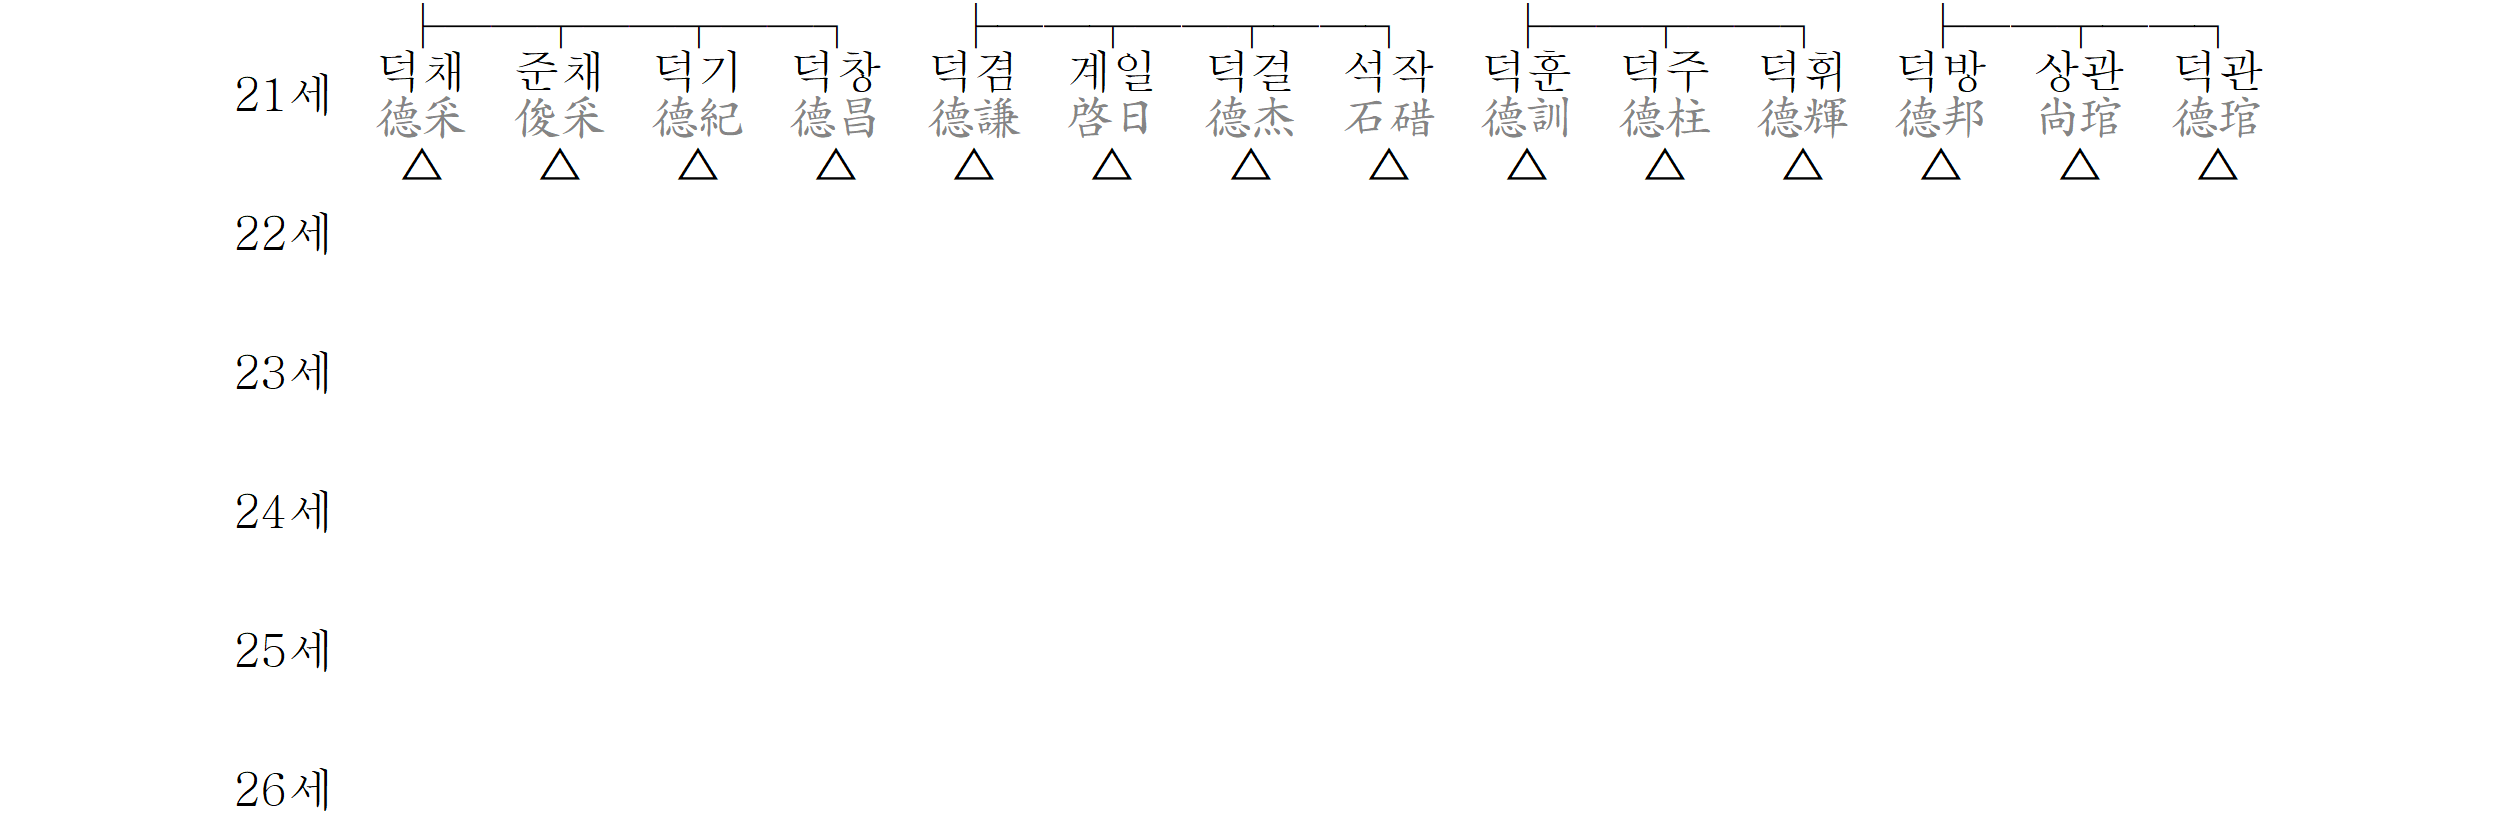 덕채 준채 덕기 덕창 덕겸 계일 덕걸 석작 덕훈 덕주 덕휘 덕방 상관 덕관
21세
德采 俊采 德紀 德昌 德謙 啓日 德杰 石碏 德訓 德柱 德輝 德邦 尙琯 德琯
△ △ △ △ △ △ △ △ △ △ △ △ △ △
22세
23세
24세
25세
26세